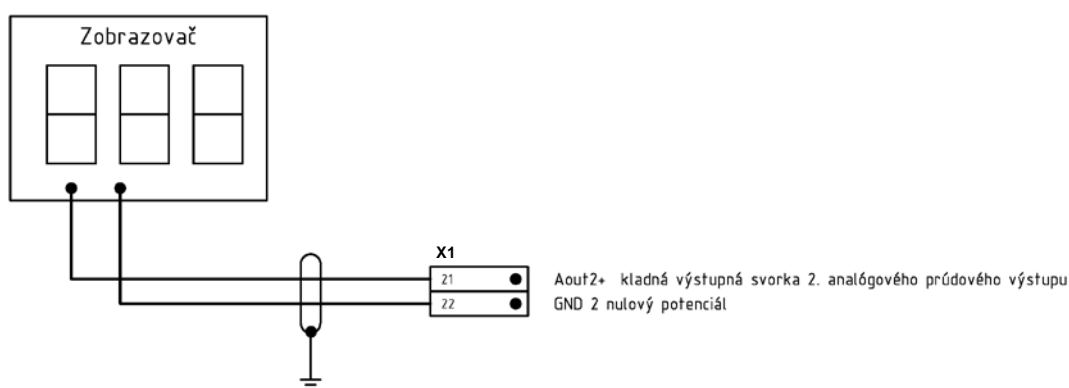 Zobrazovač
X1
21 Aout2+ kladná výstupná svorka 2. analógového prúdového výstupu
22 GND 2 nulový potenciál